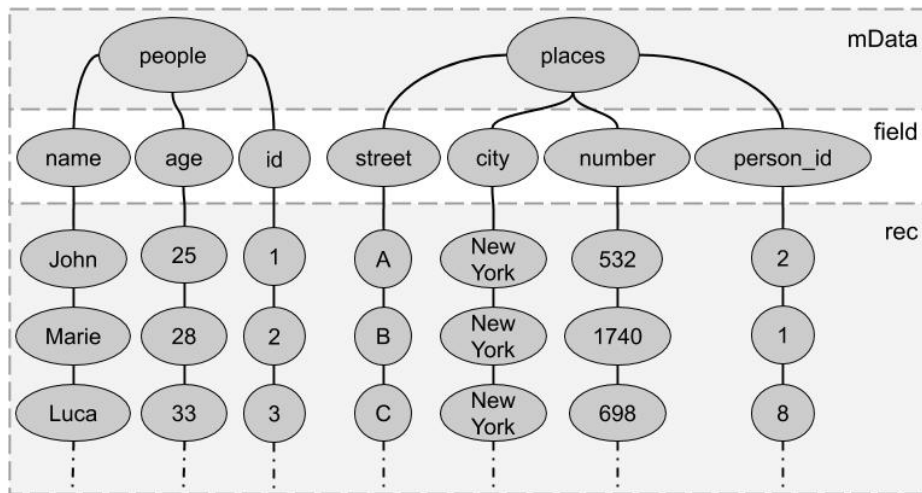 people places mData
name age id street city number person_id field
rec
John 25 1 A New York 532 2
Marie 28 2 B New York 1740 1
Luca 33 3 C New York 698 8